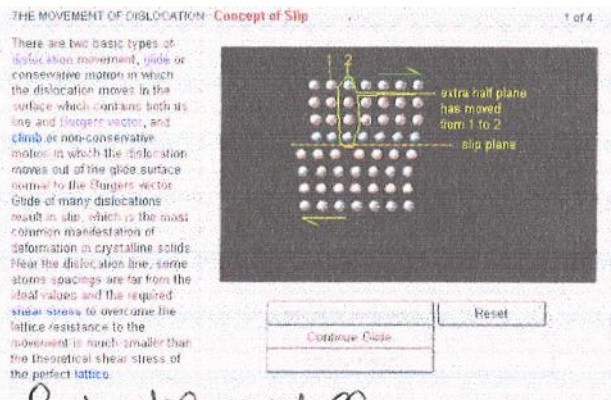 THE MOVEMENT OF DISLOCATION Concept of Slip
1 of 4
There are two basic types of
dislocation movement, glide or
conservative motion in which
the dislocation moves in the
surface which contains both its
line and Burgers vector, and
climb or non-conservative
motion in which the dislocation
moves out of the glide surface
normal to the Burgers vector
Glide of many dislocations
result in slip, which is the most
common manifestation of
deformation in crystalline solids.
Near the dislocation line, some
atoms spacings are far from the
ideal values and the required
shear stress to overcome the
lattice resistance to the
movement is much smaller than
the theoretical shear stress of
the perfect lattice.
1 2
extra half plane
has moved
from 1 to 2
slip plane
Reset
Continue Glide